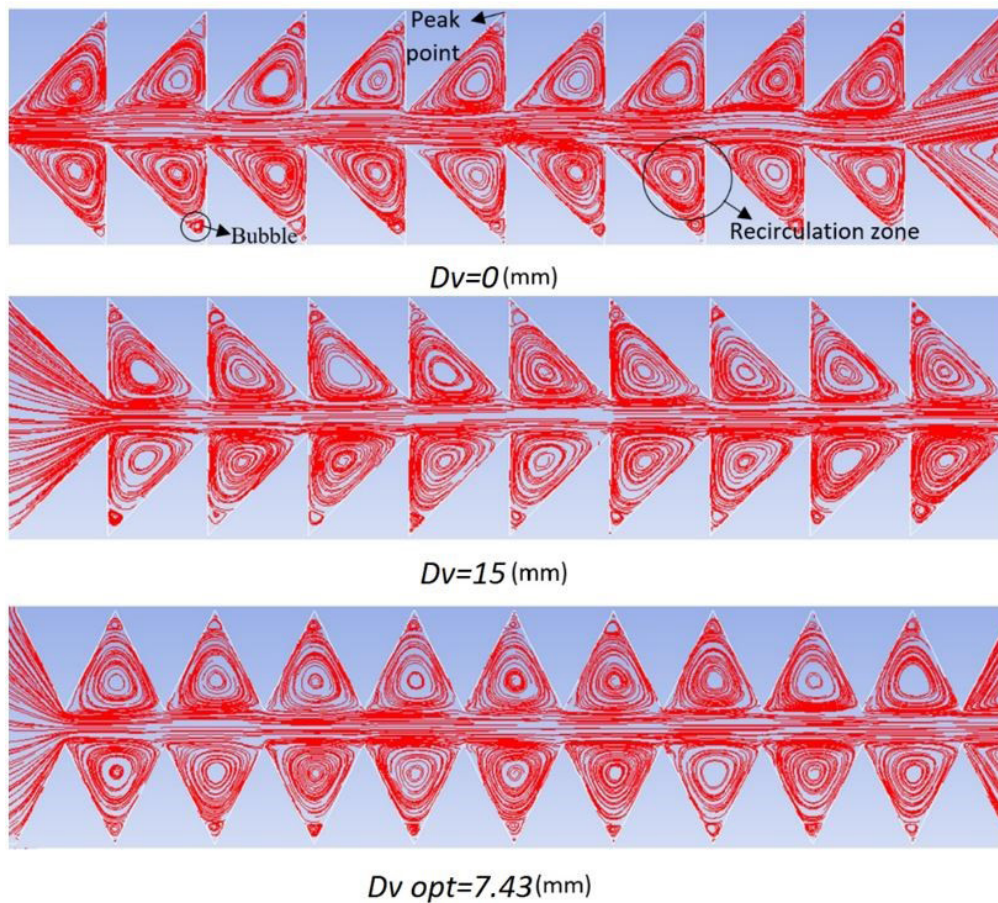 Peak
point
Bubble
Recirculation zone
Dv=0 (mm)
Dv=15 (mm)
Dv opt=7.43(mm)